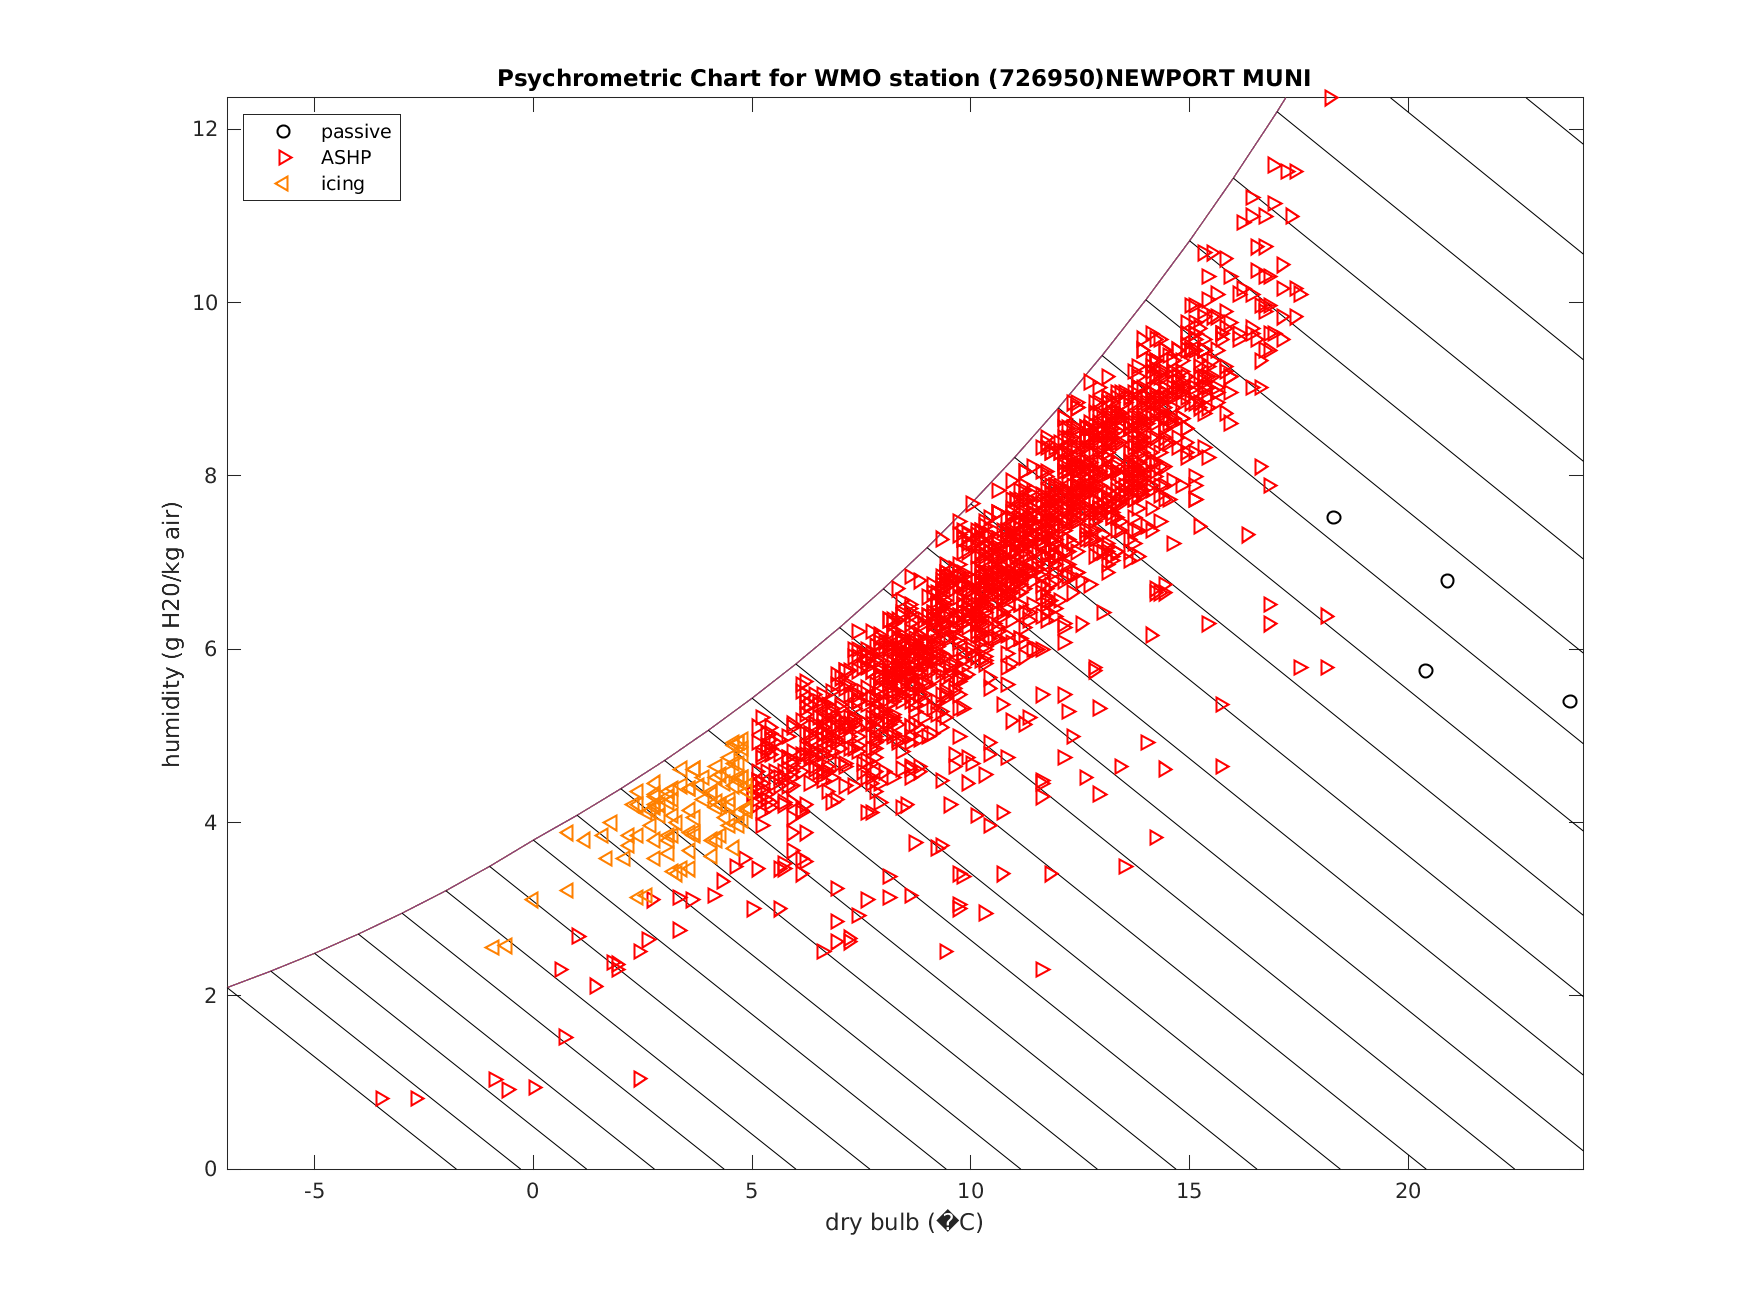 Psychrometric Chart for WMO station (726950)NEWPORT MUNI
passive
ASHP
icing
12
10
8
6
4
2
0
humidity (g H20/kg air)
-5 0 5 10 15 20
dry bulb (�C)